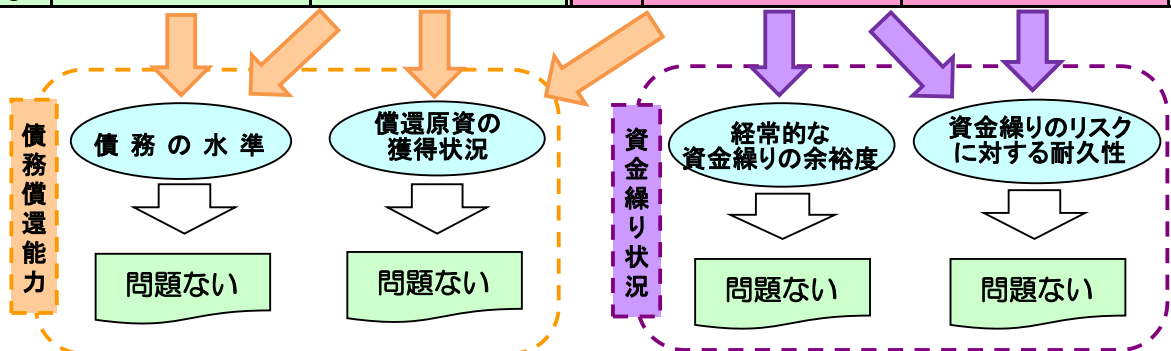 債務償還能力
債 務 の 水 準
償還原資の
獲得状況
問題ない
問題ない
資金繰り状況
経常的な
資金繰りの余裕度
資金繰りのリスク
に対する耐久性
問題ない
問題ない